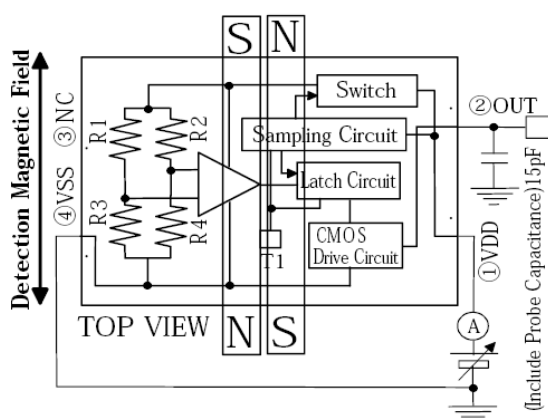 S N
Detection Magnetic Field
③NC
④VSS
R1
R2
R3
R4
Switch
Sampling Circuit
Latch Circuit
CMOS
Drive Circuit
T1
②OUT
15pF
(Include Probe Capacitance)
①VDD
A
TOP VIEW
N S